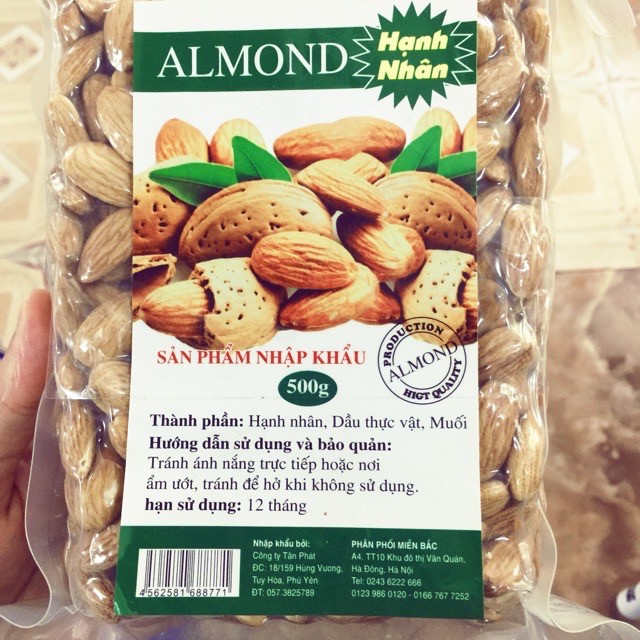 ALMOND
Hạnh
Nhân
SẢN PHẨM NHẬP KHẨU
500g
PRODUCTION
ALMOND
HIGT QUALITY
Thành phần: Hạnh nhân, Dầu thực vật, Muối
Hướng dẫn sử dụng và bảo quản:
Tránh ánh nắng trực tiếp hoặc nơi
ẩm ướt, tránh để hở khi không sử dụng.
hạn sử dụng: 12 tháng
Nhập khẩu bởi:
Công ty Tân Phát
ĐC: 18/159 Hùng Vương,
Tuy Hòa, Phú Yên
ĐT: 057.3825789
PHÂN PHỐI MIỀN BẮC
A4. TT10 Khu đô thị Văn Quán,
Hà Đông, Hà Nội
Tel: 0243 6222 666
0123 986 0120 - 0166 767 7252
4 562581 688771